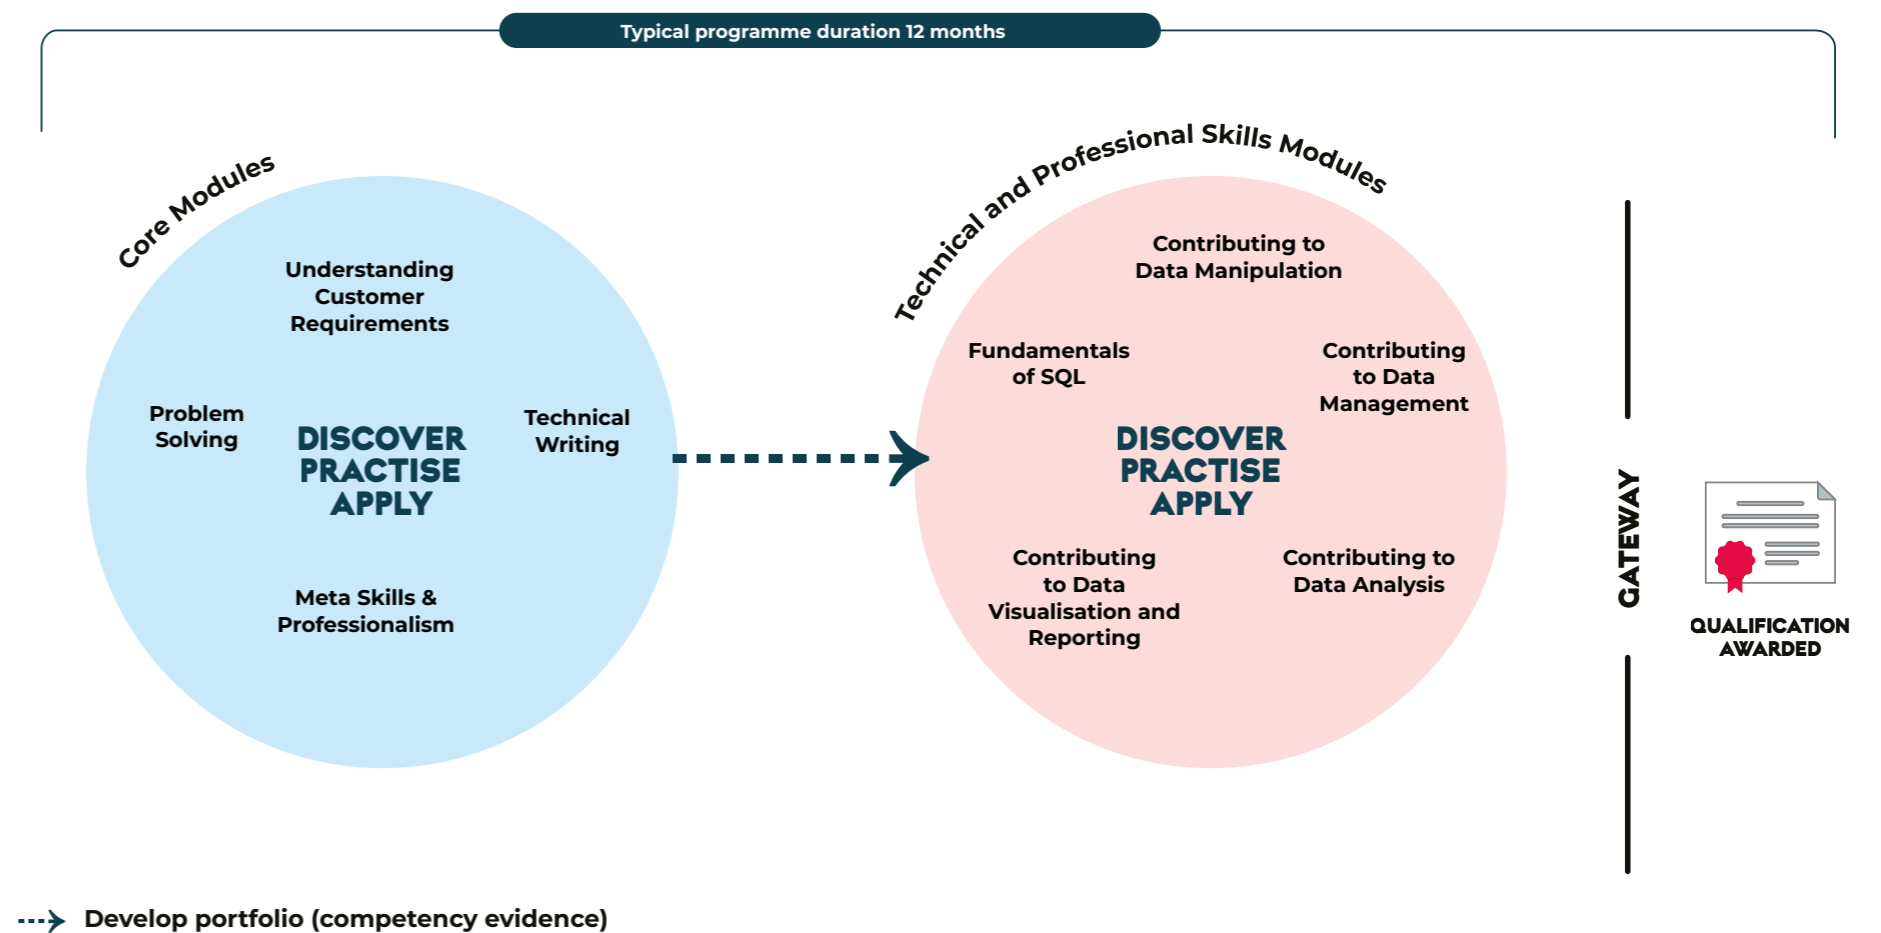 Typical programme duration 12 months
Core Modules
Understanding
Customer
Requirements
Problem
Solving
DISCOVER
PRACTISE
APPLY
Technical
Writing
Meta Skills &
Professionalism
Technical and Professional Skills Modules
Contributing to
Data Manipulation
Fundamentals
of SQL
Contributing
to Data
Management
DISCOVER
PRACTISE
APPLY
Contributing
to Data
Visualisation and
Reporting
Contributing to
Data Analysis
GATEWAY
QUALIFICATION
AWARDED
Develop portfolio (competency evidence)